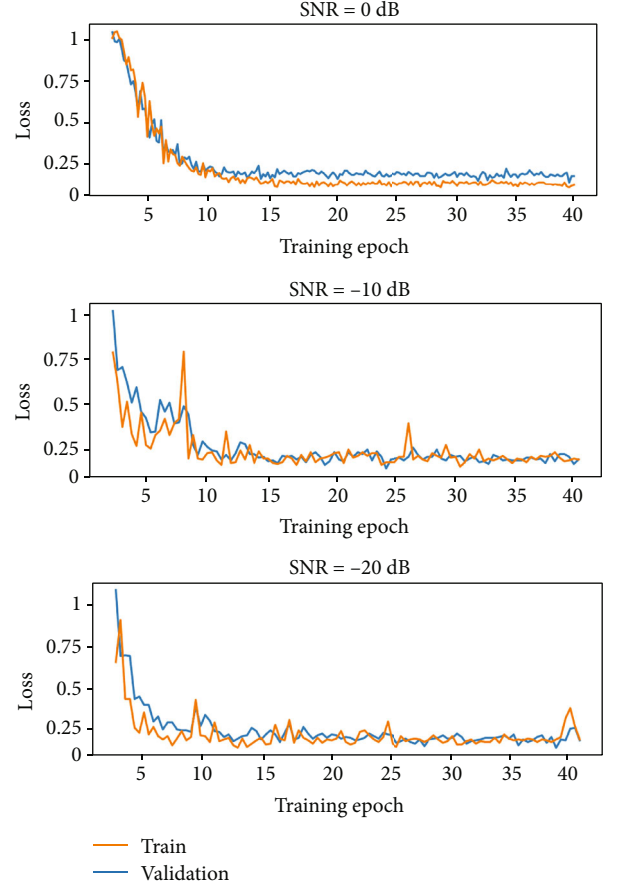 SNR = 0 dB
1
0.75
0.5
0.25
0
Loss
5 10 15 20 25 30 35 40
Training epoch
SNR = –10 dB
1
0.75
0.5
0.25
0
Loss
5 10 15 20 25 30 35 40
Training epoch
SNR = –20 dB
1
0.75
0.5
0.25
0
Loss
5 10 15 20 25 30 35 40
Training epoch
Train
Validation